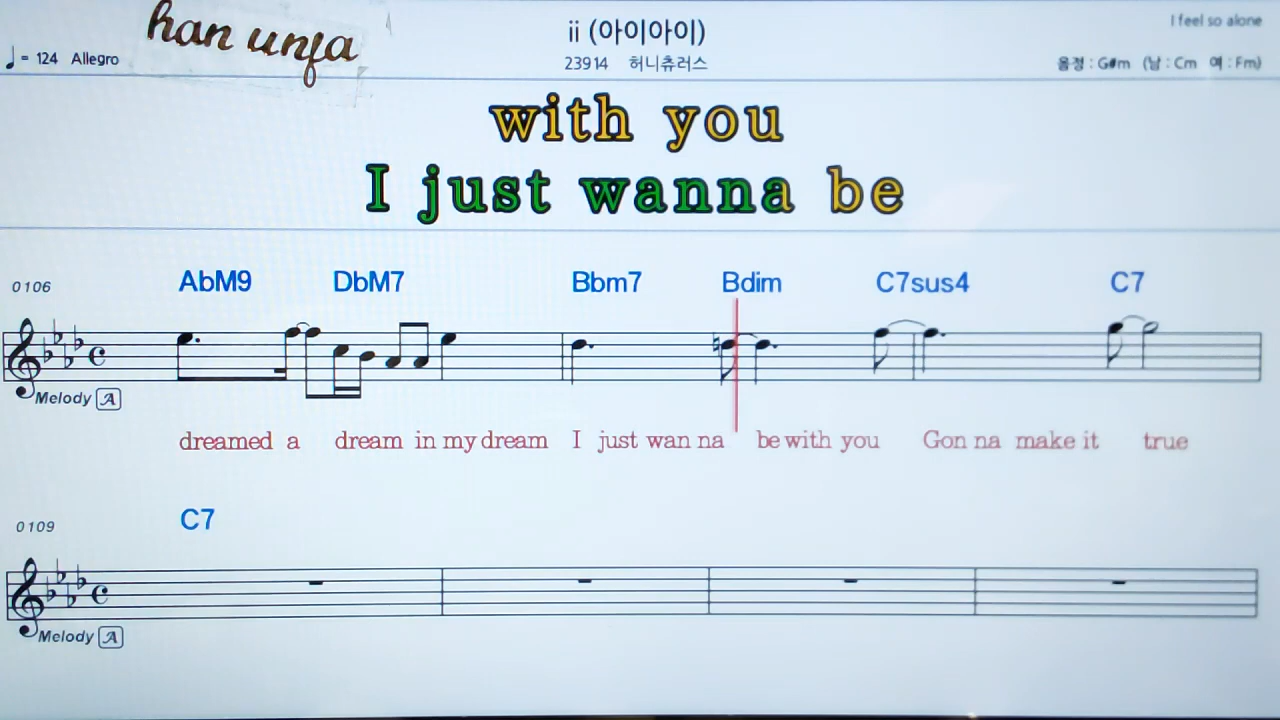 han unja
ii (아이아이)
I feel so alone
♩ = 124 Allegro
23914 허니츄러스
음정 : G#m (남 : Cm 여 : Fm)
with you
I just wanna be
0106 AbM9 DbM7 Bbm7 Bdim C7sus4 C7
Melody A
dreamed a dream in my dream I just wan na be with you Gon na make it true
0109 C7
Melody A